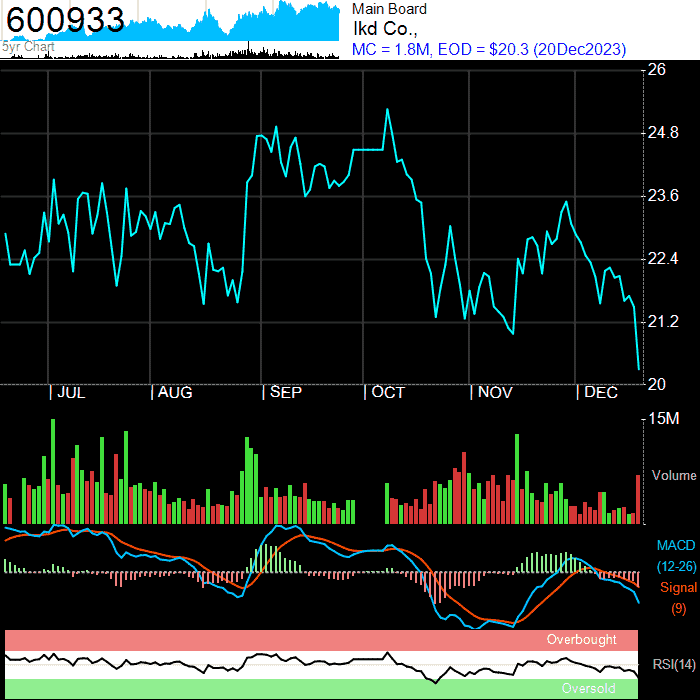 600933
5yr Chart
Main Board
Ikd Co.,
MC = 1.8M, EOD = $20.3 (20Dec2023)
26
24.8
23.6
22.4
21.2
20
| JUL | AUG | SEP | OCT | NOV | DEC
15M
Volume
MACD
(12-26)
Signal
(9)
Overbought
RSI(14)
Oversold